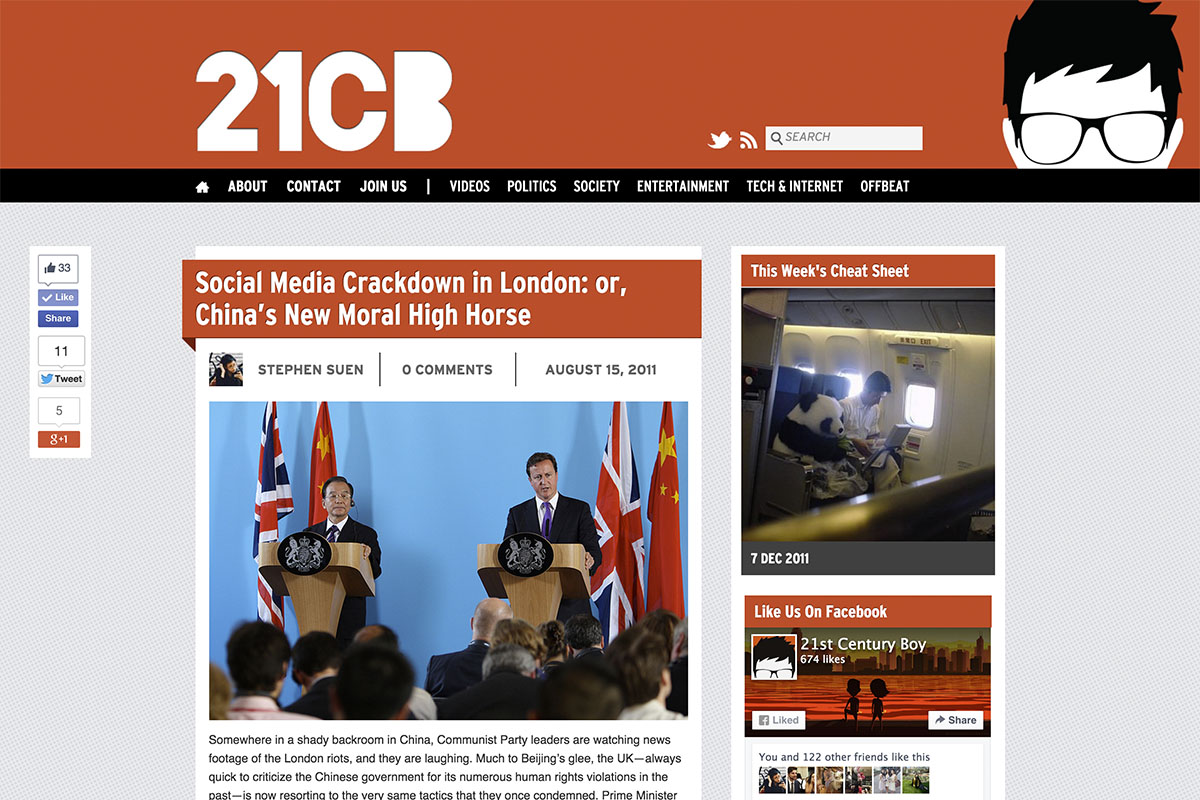 21CB
SEARCH
ABOUT CONTACT JOIN US | VIDEOS POLITICS SOCIETY ENTERTAINMENT TECH & INTERNET OFFBEAT
33
Like
Share
11
Tweet
5
g+1
Social Media Crackdown in London: or,
China’s New Moral High Horse
STEPHEN SUEN
0 COMMENTS
AUGUST 15, 2011
Somewhere in a shady backroom in China, Communist Party leaders are watching news
footage of the London riots, and they are laughing. Much to Beijing’s glee, the UK—always
quick to criticize the Chinese government for its numerous human rights violations in the
past—is now resorting to the very same tactics that they once condemned. Prime Minister
This Week's Cheat Sheet
EXIT
7 DEC 2011
Like Us On Facebook
21st Century Boy
674 likes
Liked
Share
You and 122 other friends like this